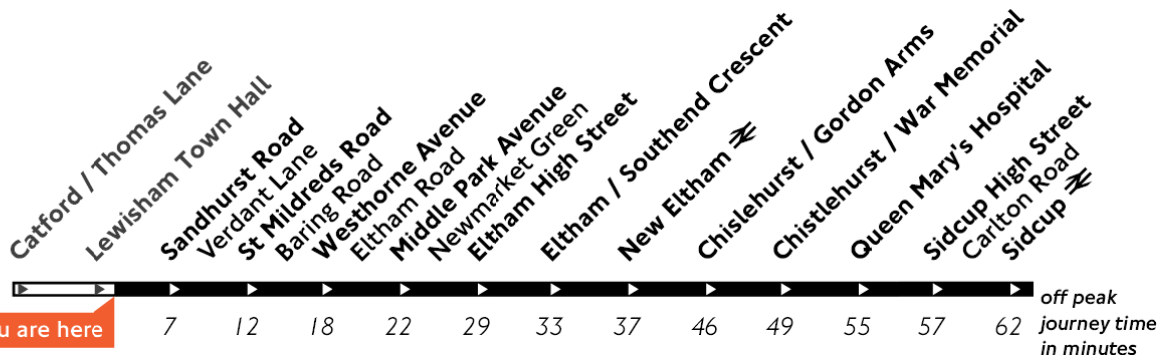 Catford / Thomas Lane
Lewisham Town Hall
Sandhurst Road
Verdant Lane
St Mildreds Road
Baring Road
Westhorne Avenue
Eltham Road
Middle Park Avenue
Newmarket Green
Eltham High Street
Eltham / Southend Crescent
New Eltham
Chislehurst / Gordon Arms
Chistlehurst / War Memorial
Queen Mary's Hospital
Sidcup High Street
Carlton Road
Sidcup
u are here
7 12 18 22 29 33 37 46 49 55 57 62
off peak
journey time
in minutes